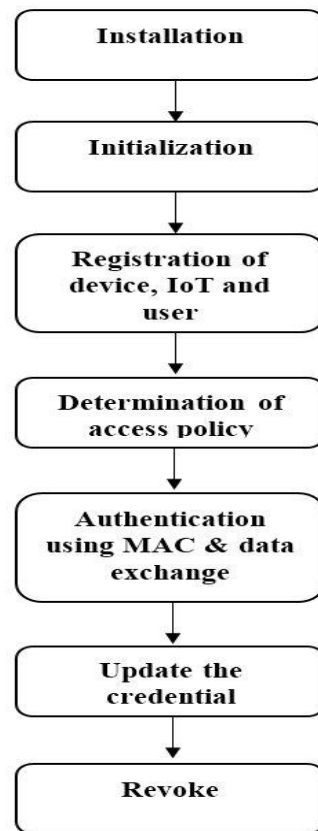 Installation
Initialization
Registration of
device, IoT and
user
Determination of
access policy
Authentication
using MAC & data
exchange
Update the
credential
Revoke